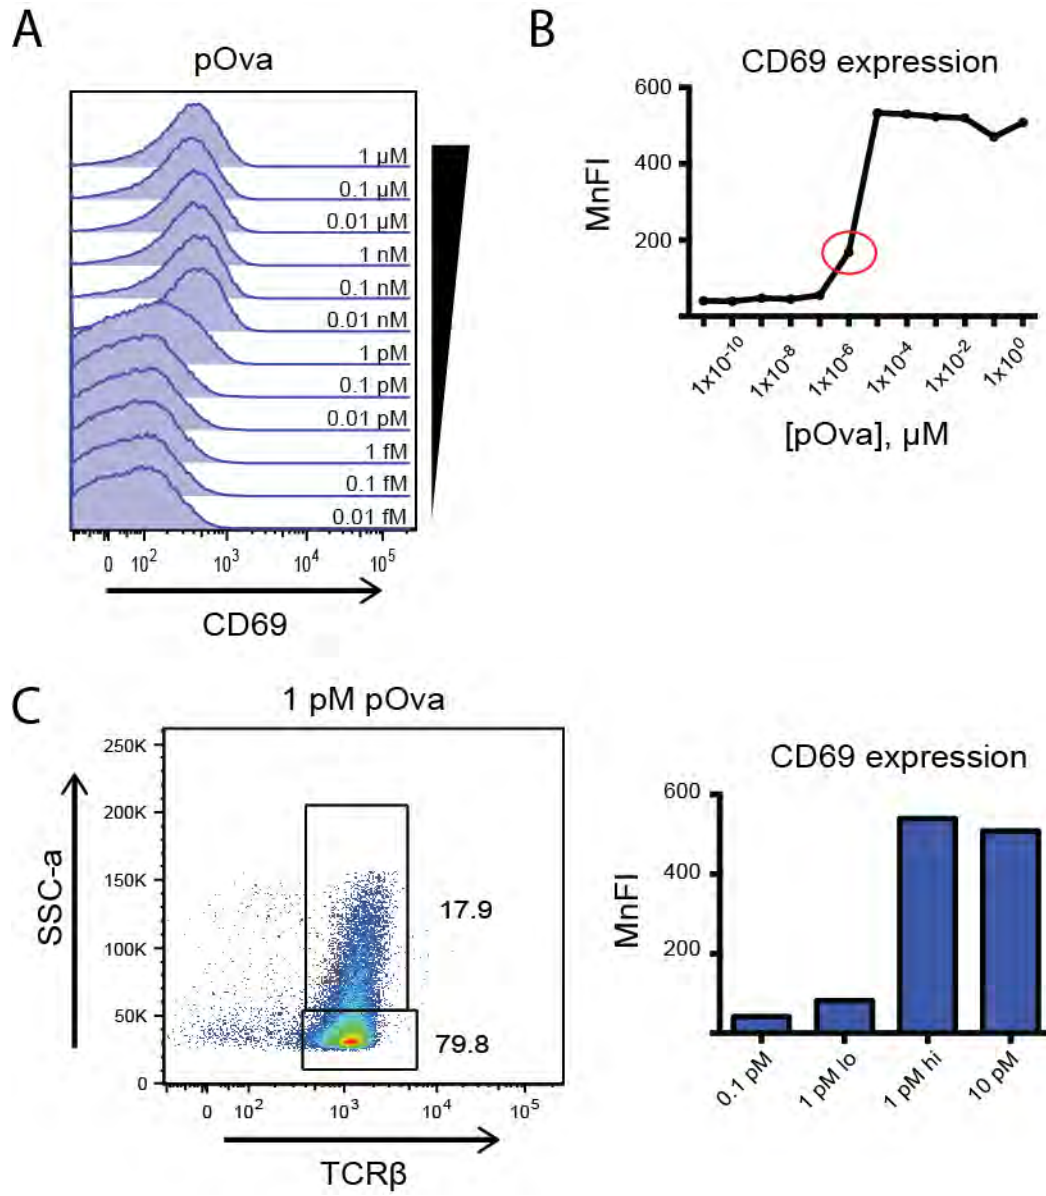 A
pOva
1 µM
0.1 µM
0.01 µM
1 nM
0.1 nM
0.01 nM
1 pM
0.1 pM
0.01 pM
1 fM
0.1 fM
0.01 fM
0 10² 10³ 10⁴ 10⁵
CD69
B
CD69 expression
600
400
200
MnFI
1x10⁻¹⁰ 1x10⁻⁸ 1x10⁻⁶ 1x10⁻⁴ 1x10⁻² 1x10⁰
[pOva], µM
C
1 pM pOva
250K
200K
150K
100K
50K
0
SSC-a
17.9
79.8
0 10² 10³ 10⁴ 10⁵
TCRβ
CD69 expression
600
400
200
MnFI
0.1 pM 1 pM lo 1 pM hi 10 pM